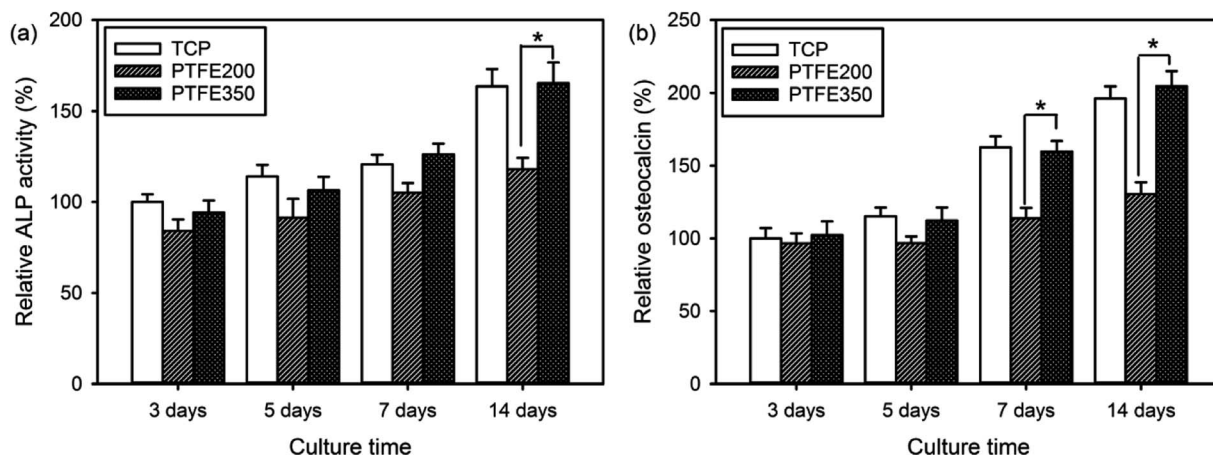 (a)
Relative ALP activity (%)
200
150
100
50
0
TCP
PTFE200
PTFE350
*
3 days 5 days 7 days 14 days
Culture time
(b)
Relative osteocalcin (%)
250
200
150
100
50
0
TCP
PTFE200
PTFE350
*
*
3 days 5 days 7 days 14 days
Culture time